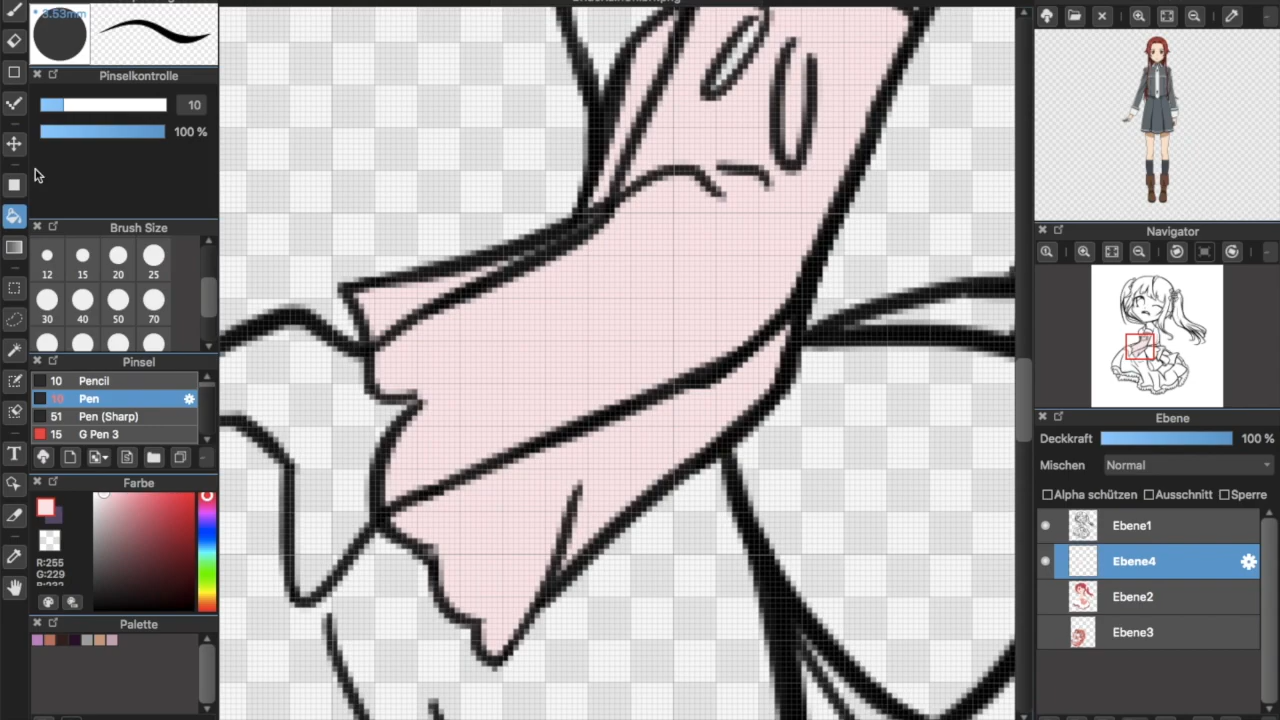 * 3.53mm
Pinselkontrolle
10
100 %
Brush Size
12 15 20 25
30 40 50 70
Pinsel
10 Pencil
10 Pen
51 Pen (Sharp)
15 G Pen 3
Farbe
R:255
G:229
Palette
T
Navigator
Ebene
Deckkraft 100 %
Mischen Normal
Alpha schützen Ausschnitt Sperre
Ebene1
Ebene4
Ebene2
Ebene3